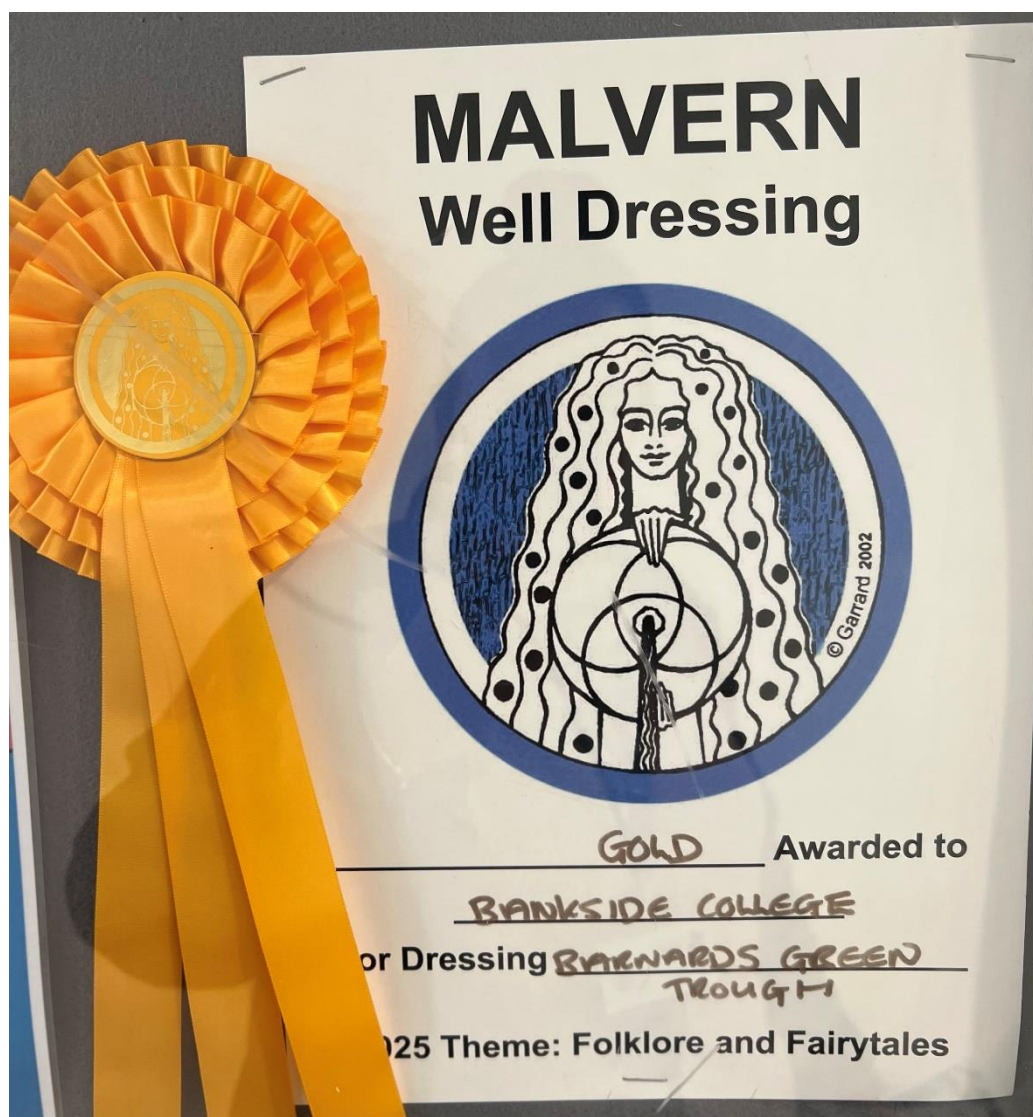 MALVERN
Well Dressing
© Garrard 2002
GOLD Awarded to
BANKSIDE COLLEGE
or Dressing BARNARDS GREEN
TROUGH
025 Theme: Folklore and Fairytales